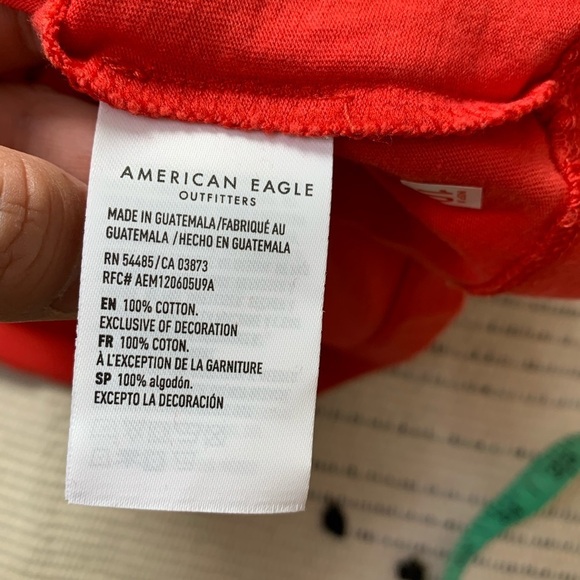 AMERICAN EAGLE
OUTFITTERS
MADE IN GUATEMALA/FABRIQUÉ AU
GUATEMALA /HECHO EN GUATEMALA
RN 54485/CA 03873
RFC# AEM120605U9A
EN 100% COTTON.
EXCLUSIVE OF DECORATION
FR 100% COTON.
À L'EXCEPTION DE LA GARNITURE
SP 100% algodón.
EXCEPTO LA DECORACIÓN